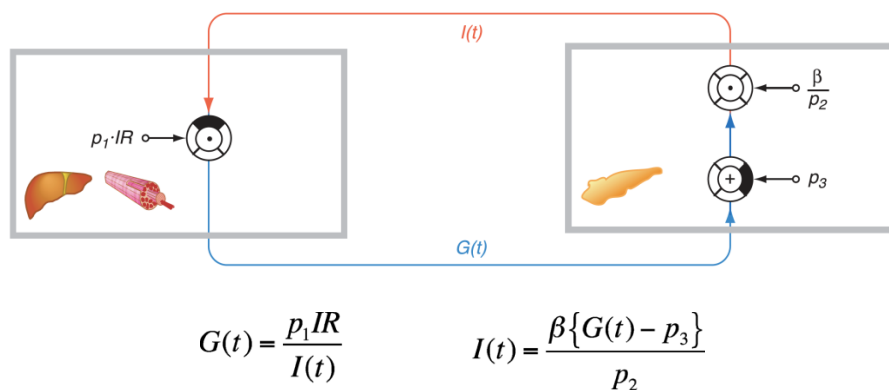 I(t)
β
p₂
p₁·IR
+
p₃
G(t)
G(t) = p₁IR / I(t)
I(t) = β{G(t) − p₃} / p₂